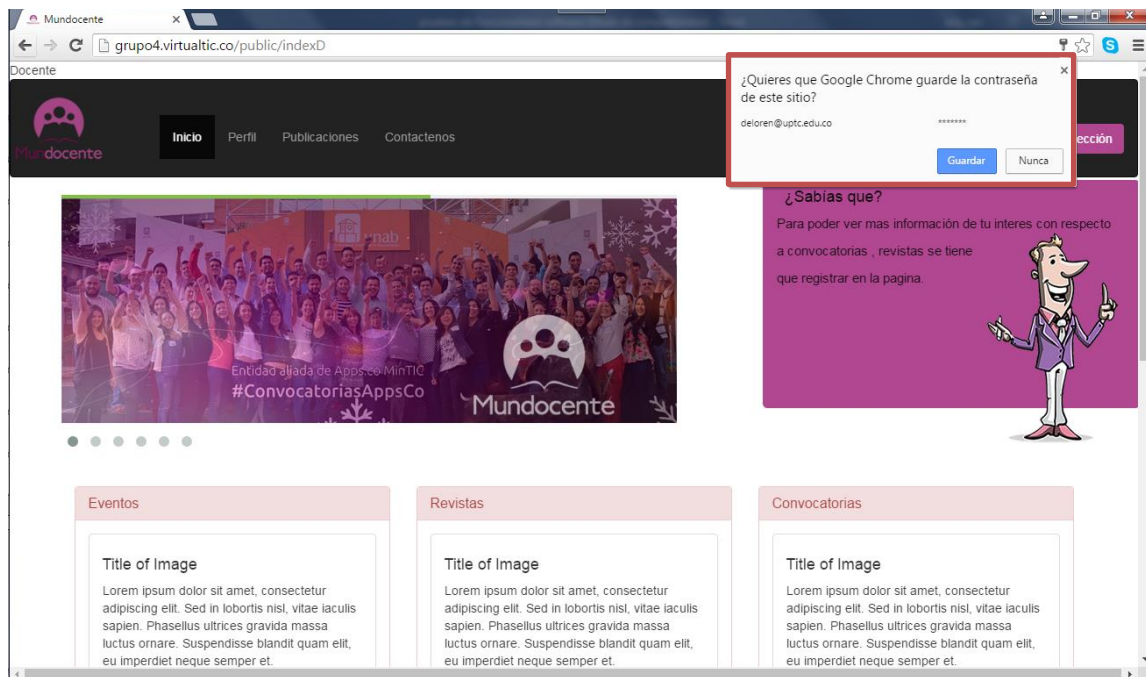 Mundocente
grupo4.virtualtic.co/public/indexD
Docente
¿Quieres que Google Chrome guarde la contraseña
de este sitio?
deloren@uptc.edu.co *******
Guardar Nunca
Mundocente
Inicio Perfil Publicaciones Contactenos
ección
unab
Entidad aliada de Apps.co MinTIC
#ConvocatoriasAppsCo
Mundocente
¿Sabías que?
Para poder ver mas información de tu interes con respecto
a convocatorias , revistas se tiene
que registrar en la pagina.
Eventos
Title of Image
Lorem ipsum dolor sit amet, consectetur
adipiscing elit. Sed in lobortis nisl, vitae iaculis
sapien. Phasellus ultrices gravida massa
luctus ornare. Suspendisse blandit quam elit,
eu imperdiet neque semper et.
Revistas
Title of Image
Lorem ipsum dolor sit amet, consectetur
adipiscing elit. Sed in lobortis nisl, vitae iaculis
sapien. Phasellus ultrices gravida massa
luctus ornare. Suspendisse blandit quam elit,
eu imperdiet neque semper et.
Convocatorias
Title of Image
Lorem ipsum dolor sit amet, consectetur
adipiscing elit. Sed in lobortis nisl, vitae iaculis
sapien. Phasellus ultrices gravida massa
luctus ornare. Suspendisse blandit quam elit,
eu imperdiet neque semper et.